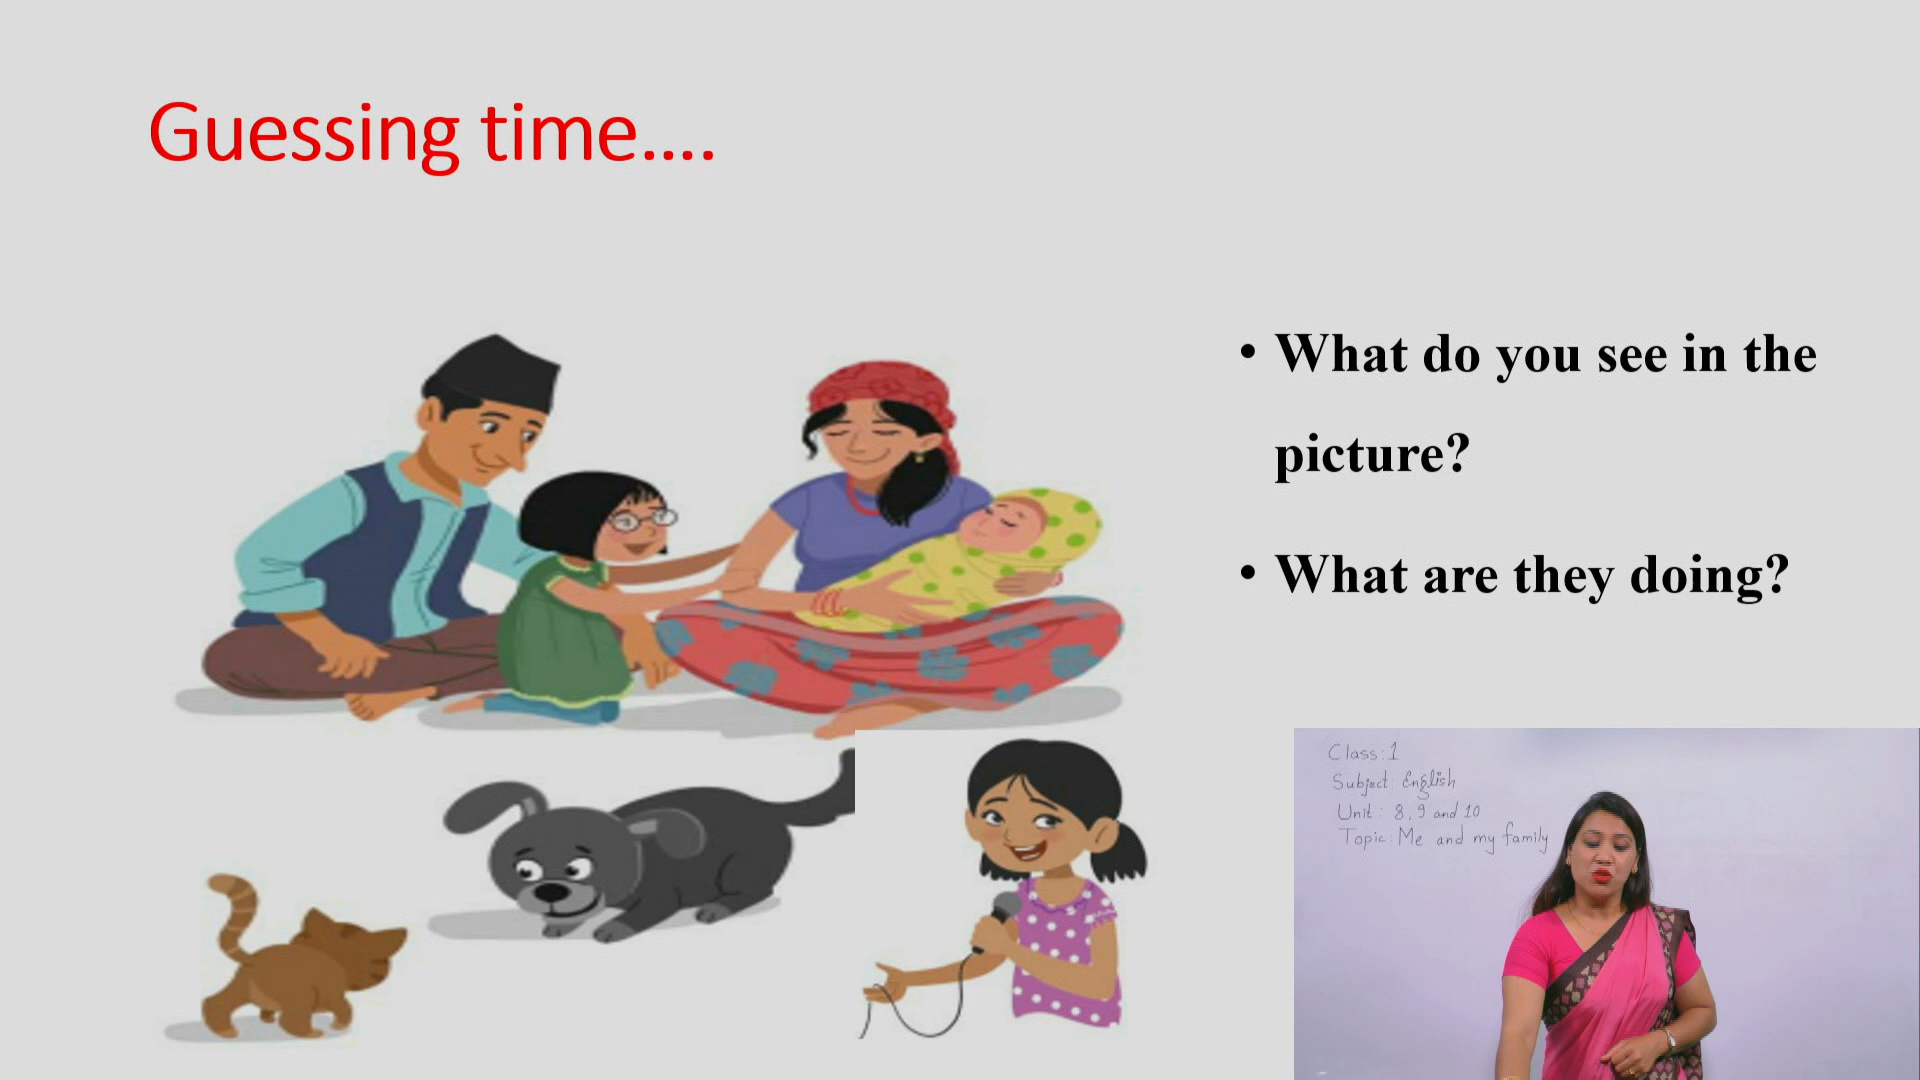 Guessing time....
• What do you see in the
picture?
• What are they doing?
Class:1
Subject: English
Unit : 8, 9 and 10
Topic: Me and my family